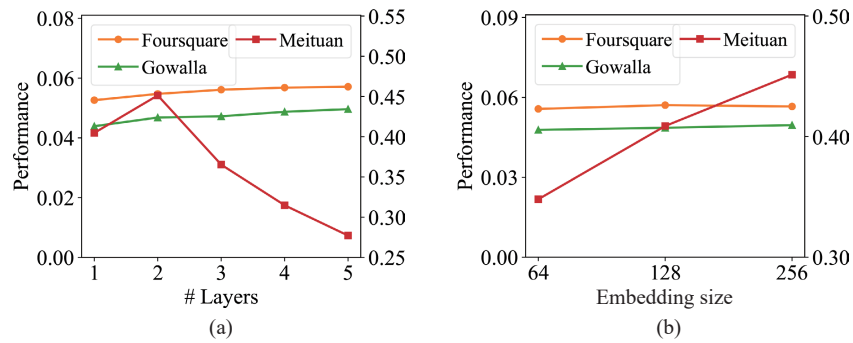 0.08
0.06
0.04
0.02
0.00
Performance
Foursquare
Gowalla
Meituan
0.55
0.50
0.45
0.40
0.35
0.30
0.25
1 2 3 4 5
# Layers
(a)
0.09
0.06
0.03
0.00
Performance
Foursquare
Gowalla
Meituan
0.50
0.40
0.30
64 128 256
Embedding size
(b)